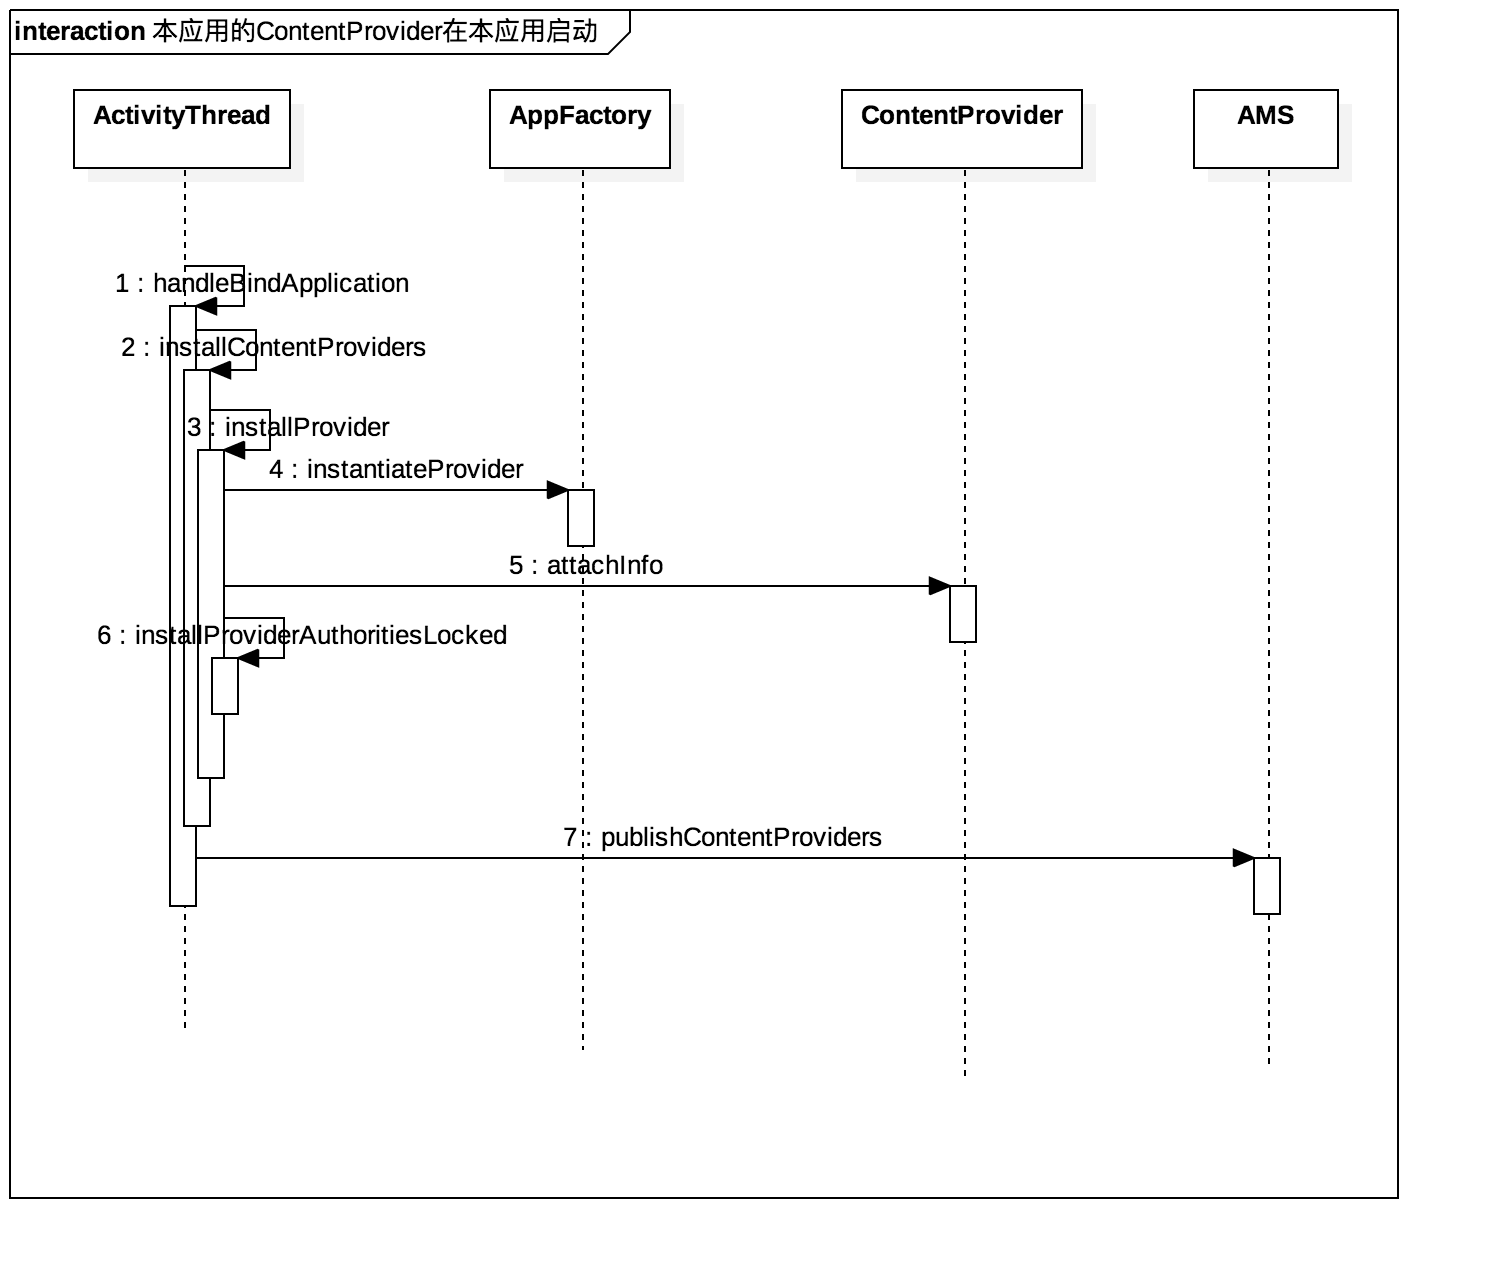 interaction 本应用的ContentProvider在本应用启动
ActivityThread
AppFactory
ContentProvider
AMS
1 : handleBindApplication
2 : installContentProviders
3 : installProvider
4 : instantiateProvider
5 : attachInfo
6 : installProviderAuthoritiesLocked
7 : publishContentProviders